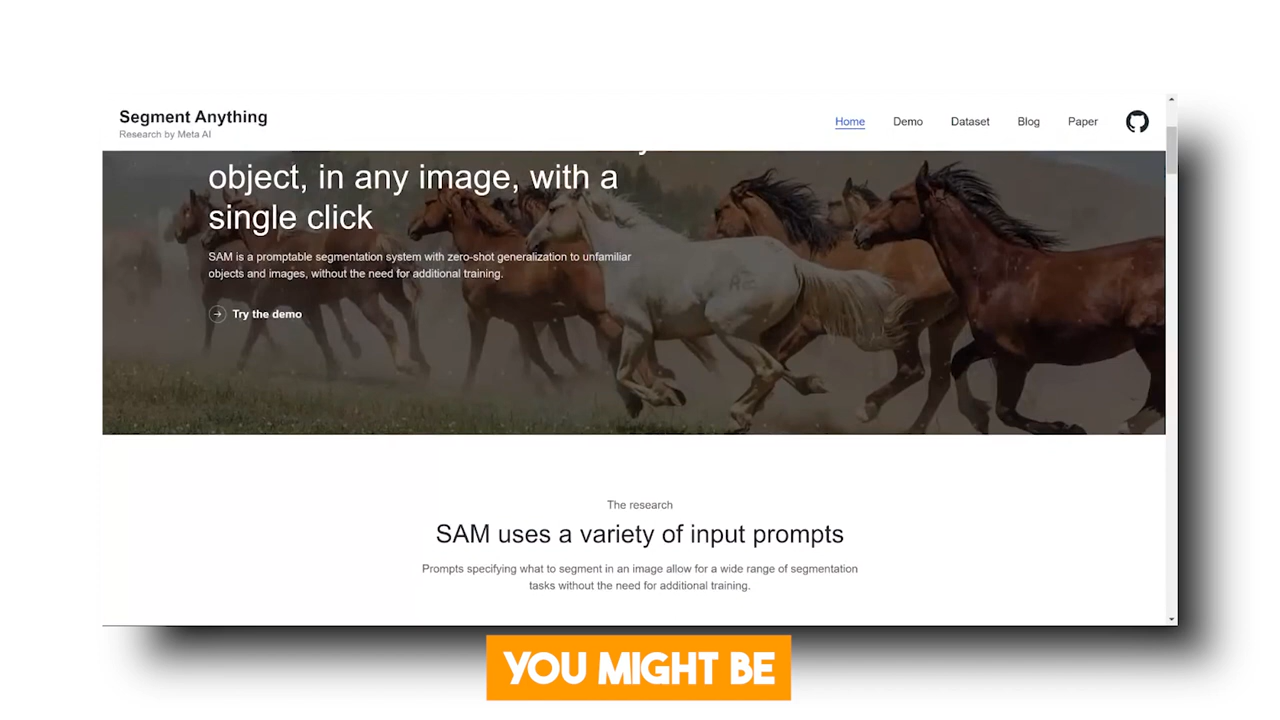 Segment Anything
Research by Meta AI
Home Demo Dataset Blog Paper
object, in any image, with a
single click
SAM is a promptable segmentation system with zero-shot generalization to unfamiliar
objects and images, without the need for additional training.
Try the demo
The research
SAM uses a variety of input prompts
Prompts specifying what to segment in an image allow for a wide range of segmentation
tasks without the need for additional training.
YOU MIGHT BE